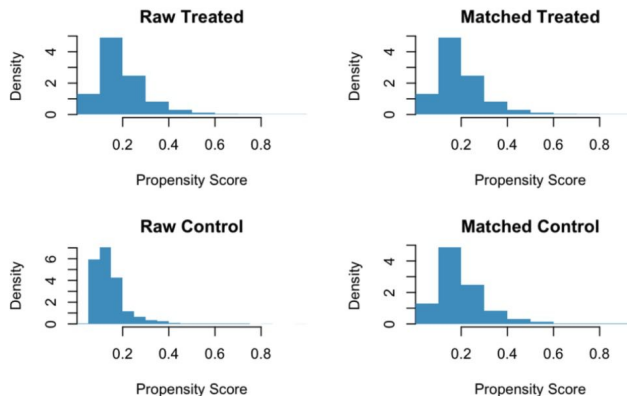 Raw Treated
Density
0 2 4
0.2 0.4 0.6 0.8
Propensity Score
Matched Treated
Density
0 2 4
0.2 0.4 0.6 0.8
Propensity Score
Raw Control
Density
0 2 4 6
0.2 0.4 0.6 0.8
Propensity Score
Matched Control
Density
0 2 4
0.2 0.4 0.6 0.8
Propensity Score